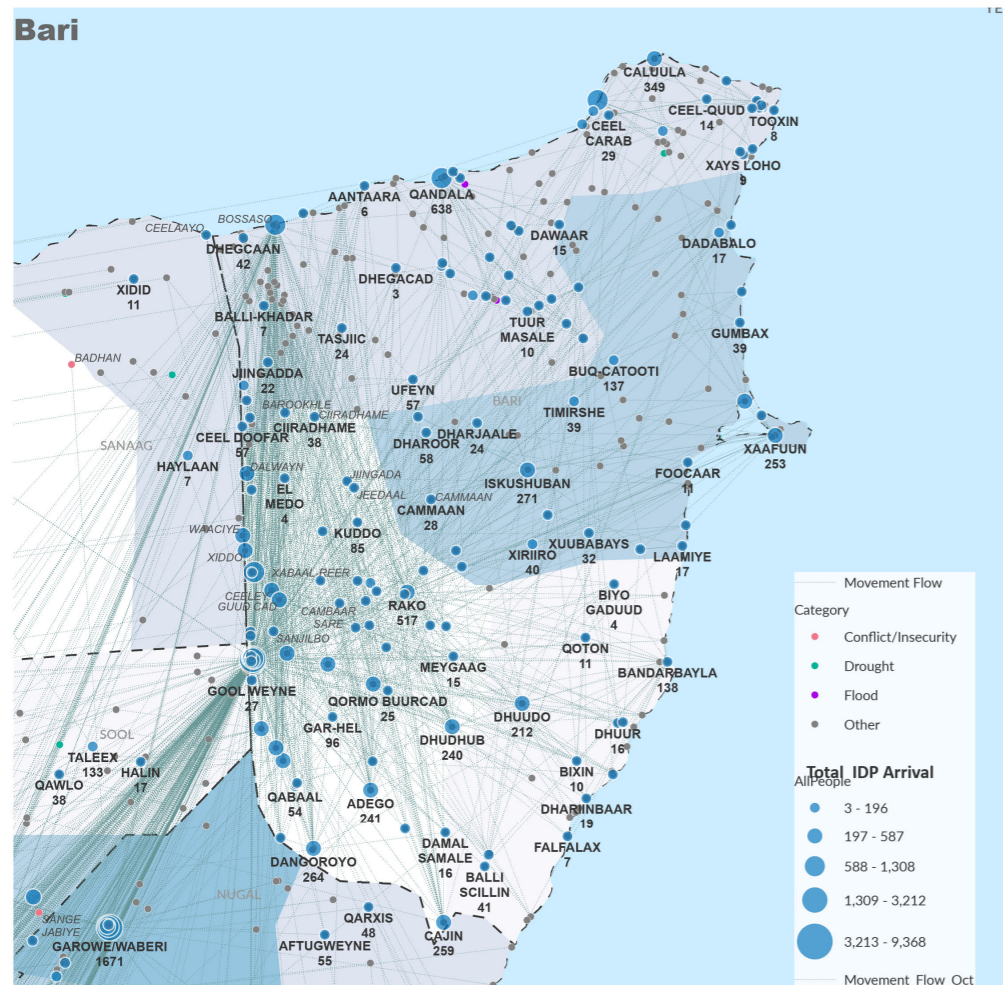 YE
Bari
CALUULA
349
CEEL-QUUD
14
TOOXIN
8
CEEL
CARAB
29
XAYS LOHO
9
AANTAARA
6
QANDALA
638
BOSSASO
CEELAAYO
DHEGCAAN
42
DAWAAR
15
DADABALO
17
XIDID
11
DHEGACAD
3
BALLI-KHADAR
7
TASJIIC
24
TUUR
MASALE
10
GUMBAX
39
BADHAN
JIINGADDA
22
UFEYN
57
BUQ-CATOOTI
137
BARI
BAROOKHLE
CIIRADHAME
CIIRADHAME
38
TIMIRSHE
39
CEEL DOOFAR
57
DHAROOR
58
DHARJAALE
24
SANAAG
XAAFUUN
253
HAYLAAN
7
DALWAYN
EL
MEDO
4
JIINGADA
JEEDAAL
ISKUSHUBAN
271
FOOCAAR
11
CAMMAAN
CAMMAAN
28
WAACIYE
KUDDO
85
XIDDO
XIRIIRO
40
XUUBABAYS
32
LAAMIYE
17
XABAAL-REER
CEELEY
GUUD CAD
CAMBAAR
SARE
RAKO
517
BIYO
GADUUD
4
SANJILBO
QOTON
11
MEYGAAG
15
BANDARBAYLA
138
GOOL WEYNE
27
QORMO BUURCAD
25
GAR-HEL
96
DHUUDO
212
DHUDHUB
240
DHUUR
16
SOOL
TALEEX
133
HALIN
17
QAWLO
38
BIXIN
10
QABAAL
54
ADEGO
241
DHARIINBAAR
19
DAMAL
SAMALE
16
FALFALAX
7
DANGOROYO
264
BALLI
SCILLIN
41
NUGAL
QARXIS
48
CAJIN
259
SANGE
JABIYE
GAROWE/WABERI
1671
AFTUGWEYNE
55
Movement Flow
Category
Conflict/Insecurity
Drought
Flood
Other
Total IDP Arrival
AllPeople
3 - 196
197 - 587
588 - 1,308
1,309 - 3,212
3,213 - 9,368
Movement Flow Oct